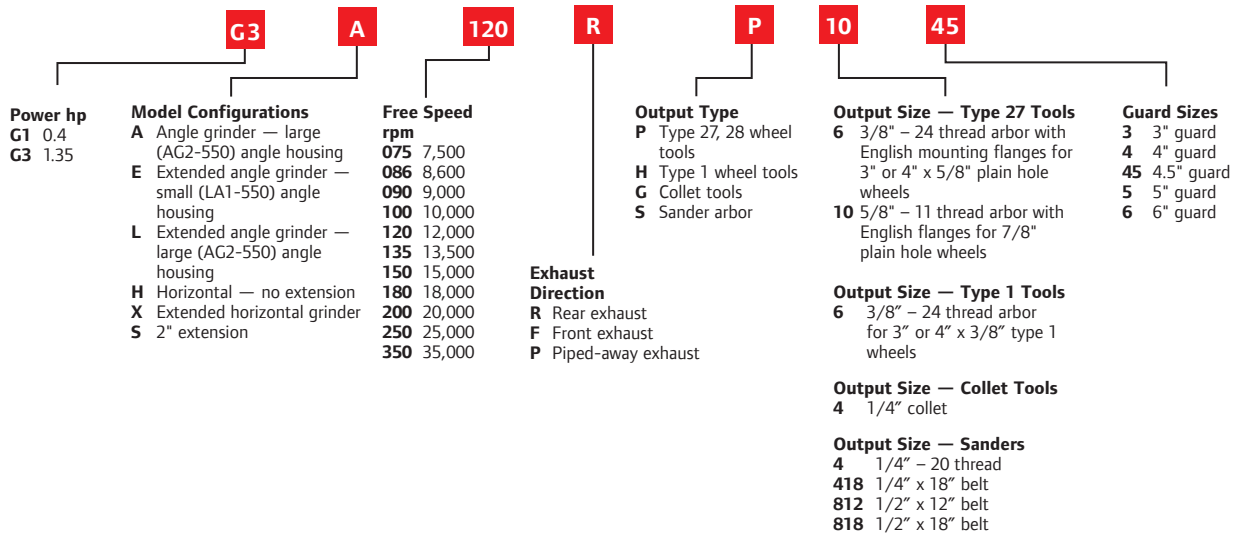 G3 A 120 R P 10 45
Power hp
G1 0.4
G3 1.35
Model Configurations
A Angle grinder — large
(AG2-550) angle housing
E Extended angle grinder —
small (LA1-550) angle
housing
L Extended angle grinder —
large (AG2-550) angle
housing
H Horizontal — no extension
X Extended horizontal grinder
S 2" extension
Free Speed
rpm
075 7,500
086 8,600
090 9,000
100 10,000
120 12,000
135 13,500
150 15,000
180 18,000
200 20,000
250 25,000
350 35,000
Exhaust
Direction
R Rear exhaust
F Front exhaust
P Piped-away exhaust
Output Type
P Type 27, 28 wheel
tools
H Type 1 wheel tools
G Collet tools
S Sander arbor
Output Size — Type 27 Tools
6 3/8" – 24 thread arbor with
English mounting flanges for
3" or 4" x 5/8" plain hole
wheels
10 5/8" – 11 thread arbor with
English flanges for 7/8"
plain hole wheels
Output Size — Type 1 Tools
6 3/8″ – 24 thread arbor
for 3″ or 4″ x 3/8″ type 1
wheels
Output Size — Collet Tools
4 1/4″ collet
Output Size — Sanders
4 1/4″ – 20 thread
418 1/4″ x 18″ belt
812 1/2″ x 12″ belt
818 1/2″ x 18″ belt
Guard Sizes
3 3" guard
4 4" guard
45 4.5" guard
5 5" guard
6 6" guard